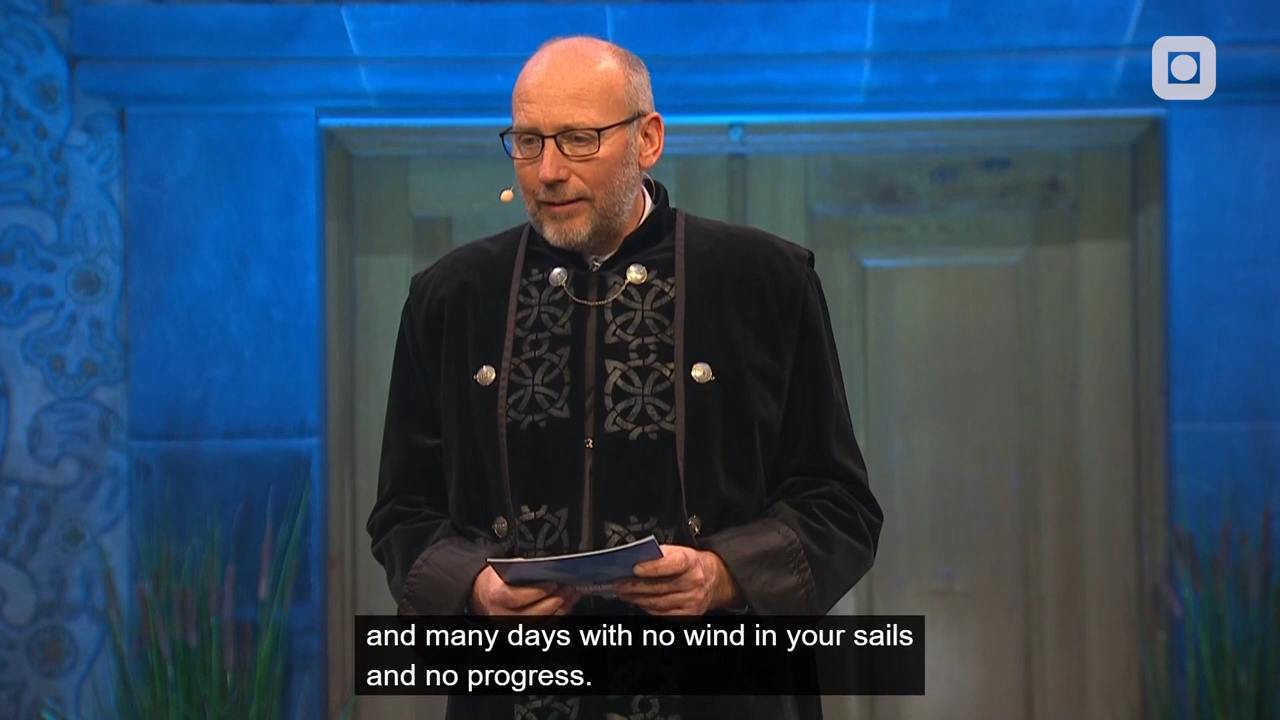 and many days with no wind in your sails
and no progress.